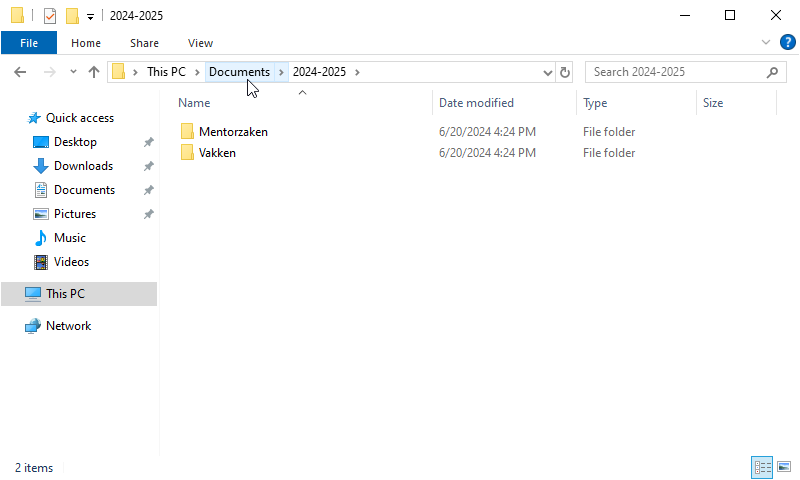 2024-2025
File Home Share View
This PC Documents 2024-2025 Search 2024-2025
Name Date modified Type Size
Quick access
Desktop
Downloads
Documents
Pictures
Music
Videos
This PC
Network
Mentorzaken 6/20/2024 4:24 PM File folder
Vakken 6/20/2024 4:24 PM File folder
2 items